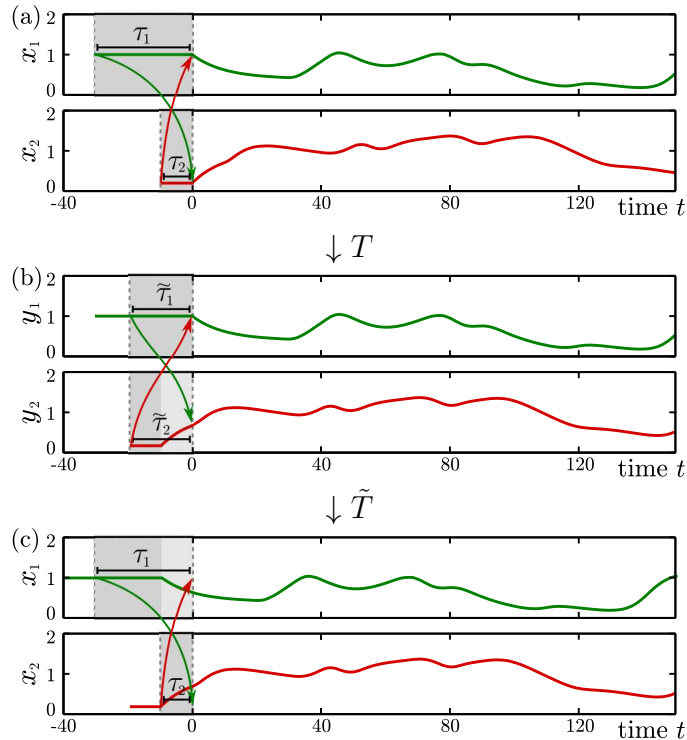 (a) 2
x₁ 1
τ₁
0
2
x₂ 1
τ₂
0
-40 0 40 80 120 time t
↓ T
(b) 2
y₁ 1
τ̃₁
0
2
y₂ 1
τ̃₂
0
-40 0 40 80 120 time t
↓ T̃
(c) 2
τ₁
x₁ 1
0
2
x₂ 1
τ₂
0
-40 0 40 80 120 time t